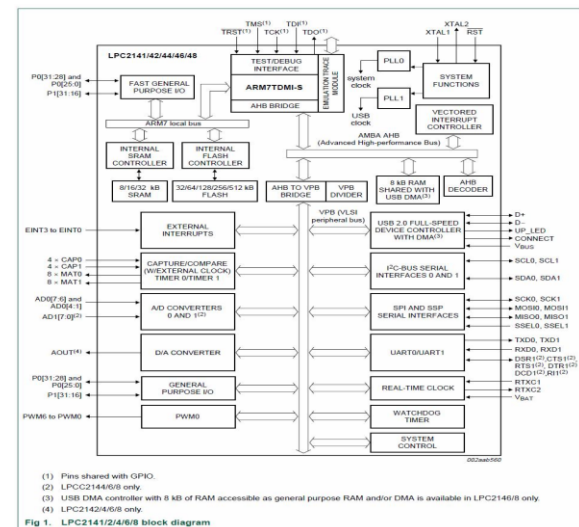 LPC2141/42/44/46/48
TMS(1)
TDI(1)
TRST(1)
TCK(1)
TDO(1)
XTAL2
XTAL1
RST
P0[31:28] and
P0[25:0]
P1[31:16]
FAST GENERAL
PURPOSE I/O
TEST/DEBUG
INTERFACE
ARM7TDMI-S
AHB BRIDGE
EMULATION TRACE
MODULE
PLL0
system
clock
PLL1
USB
clock
SYSTEM
FUNCTIONS
VECTORED
INTERRUPT
CONTROLLER
ARM7 local bus
AMBA AHB
(Advanced High-performance Bus)
INTERNAL
SRAM
CONTROLLER
INTERNAL
FLASH
CONTROLLER
8/16/32 kB
SRAM
32/64/128/256/512 kB
FLASH
AHB TO VPB
BRIDGE
VPB
DIVIDER
8 kB RAM
SHARED WITH
USB DMA(3)
AHB
DECODER
VPB (VLSI
peripheral bus)
EINT3 to EINT0
EXTERNAL
INTERRUPTS
USB 2.0 FULL-SPEED
DEVICE CONTROLLER
WITH DMA(3)
D+
D−
UP_LED
CONNECT
VBUS
4 × CAP0
4 × CAP1
8 × MAT0
8 × MAT1
CAPTURE/COMPARE
(W/EXTERNAL CLOCK)
TIMER 0/TIMER 1
I2C-BUS SERIAL
INTERFACES 0 AND 1
SCL0, SCL1
SDA0, SDA1
AD0[7:6] and
AD0[4:1]
AD1[7:0](2)
A/D CONVERTERS
0 AND 1(2)
SPI AND SSP
SERIAL INTERFACES
SCK0, SCK1
MOSI0, MOSI1
MISO0, MISO1
SSEL0, SSEL1
AOUT(4)
D/A CONVERTER
UART0/UART1
TXD0, TXD1
RXD0, RXD1
DSR1(2),CTS1(2),
RTS1(2), DTR1(2)
DCD1(2),RI1(2)
P0[31:28] and
P0[25:0]
P1[31:16]
GENERAL
PURPOSE I/O
REAL-TIME CLOCK
RTXC1
RTXC2
VBAT
PWM6 to PWM0
PWM0
WATCHDOG
TIMER
SYSTEM
CONTROL
002aab560
(1) Pins shared with GPIO.
(2) LPCC2144/6/8 only.
(3) USB DMA controller with 8 kB of RAM accessible as general purpose RAM and/or DMA is available in LPC2146/8 only.
(4) LPC2142/4/6/8 only.
Fig 1. LPC2141/2/4/6/8 block diagram